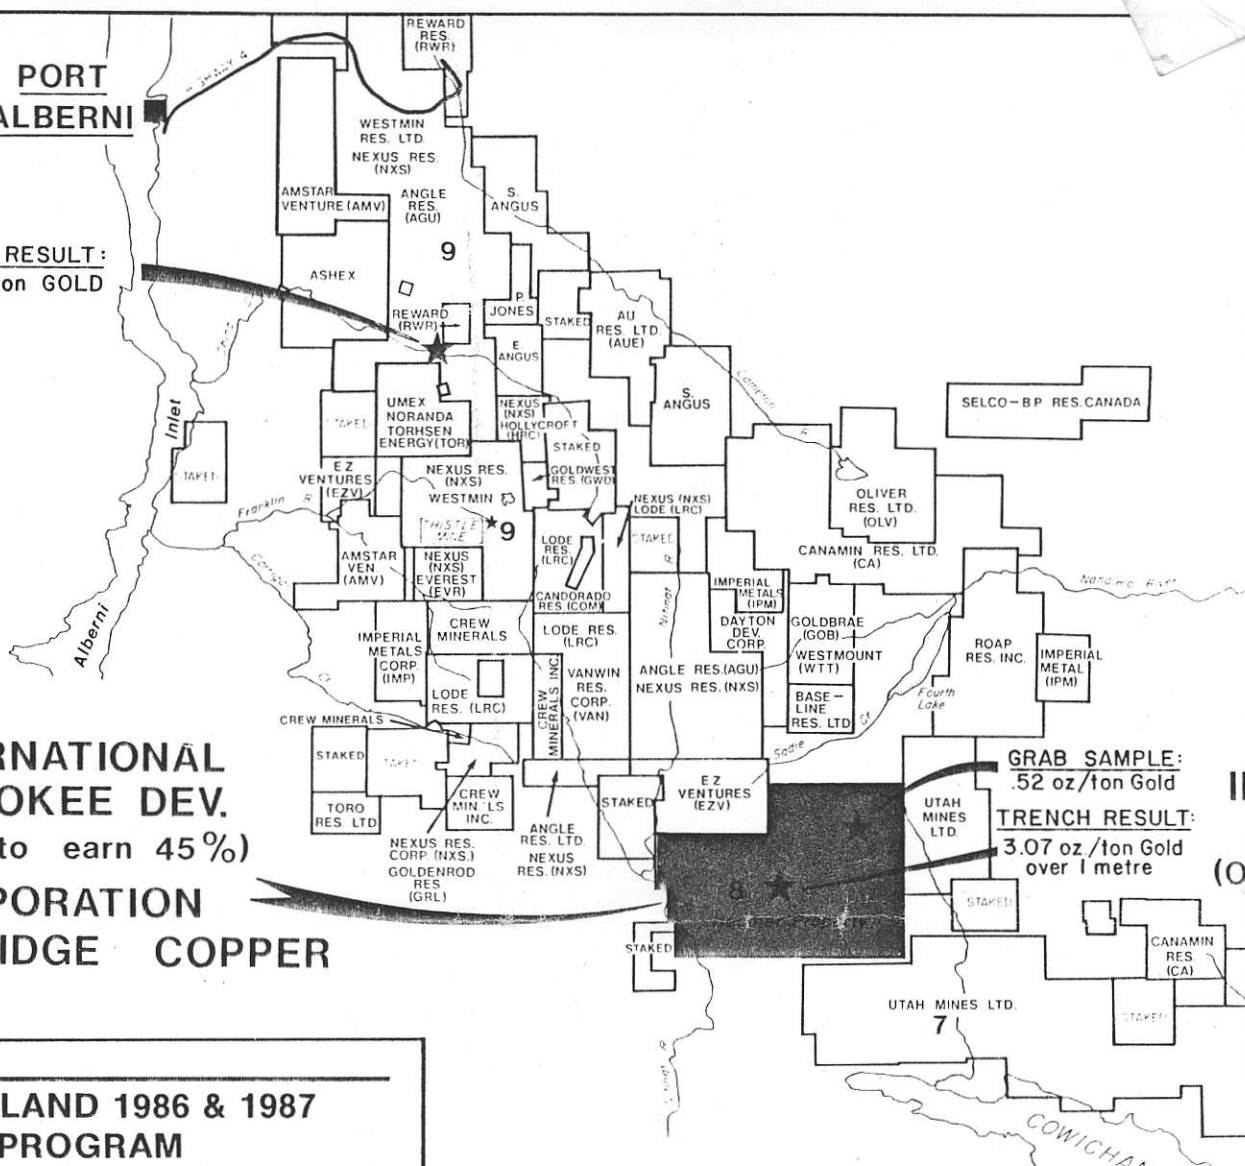 REWARD
RES.
(RWR)
PORT
ALBERNI
WESTMIN
RES. LTD.
NEXUS RES.
(NXS)
AMSTAR
VENTURE (AMV)
ANGLE
RES.
(AGU)
S.
ANGUS
9
RESULT:
on GOLD
ASHEX
P.
JONES
REWARD
(RWR)
STAKED
AU
RES. LTD.
(AUE)
E.
ANGUS
Cameron
R.
S.
ANGUS
SELCO-BP RES. CANADA
UMEX
NORANDA
TORHSEN
ENERGY (TOR)
NEXUS
(NXS)
HOLLYCROFT
(HRC)
STAKED
STAKED
Inlet
STAKED
EZ
VENTURES
(EZV)
NEXUS RES.
(NXS)
WESTMIN
GOLDWEST
RES. (GWD)
NEXUS (NXS)
LODE (LRC)
OLIVER
RES. LTD.
(OLV)
Franklin R.
THISTLE
MINE
9
LODE
RES.
(LRC)
STAKED
CANAMIN RES. LTD.
(CA)
AMSTAR
VEN.
(AMV)
NEXUS
(NXS)
EVEREST
(EVR)
CANDORADO
RES. (COM)
IMPERIAL
METALS
(IPM)
Nanaimo River
Corrigan
Cr.
Alberni
IMPERIAL
METALS
CORP.
(IMP)
CREW
MINERALS
LODE RES.
(LRC)
Nitinat R.
DAYTON
DEV.
CORP.
GOLDBRAE
(GOB)
WESTMOUNT
(WTT)
ROAP
RES. INC.
IMPERIAL
METAL
(IPM)
LODE
RES. (LRC)
CREW
MINERALS INC.
VANWIN
RES.
CORP.
(VAN)
ANGLE RES. (AGU)
NEXUS RES. (NXS)
BASE-
LINE
RES. LTD
Fourth
Lake
CREW MINERALS
Sadie Cr
STAKED
RNATIONAL
OKEE DEV.
to earn 45%)
TORO
RES. LTD
CREW
MIN.'LS
INC.
STAKED
EZ
VENTURES
(EZV)
UTAH
MINES
LTD.
GRAB SAMPLE:
.52 oz/ton Gold
TRENCH RESULT:
3.07 oz./ton Gold
over 1 metre
NEXUS RES.
CORP. (NXS.)
GOLDENROD
RES
(GRL)
ANGLE
RES. LTD.
NEXUS
RES. (NXS)
8
STAKED
PORATION
IDGE COPPER
STAKED
CANAMIN
RES.
(CA)
UTAH MINES LTD.
7
STAKED
LAND 1986 & 1987
PROGRAM
COWICHAN